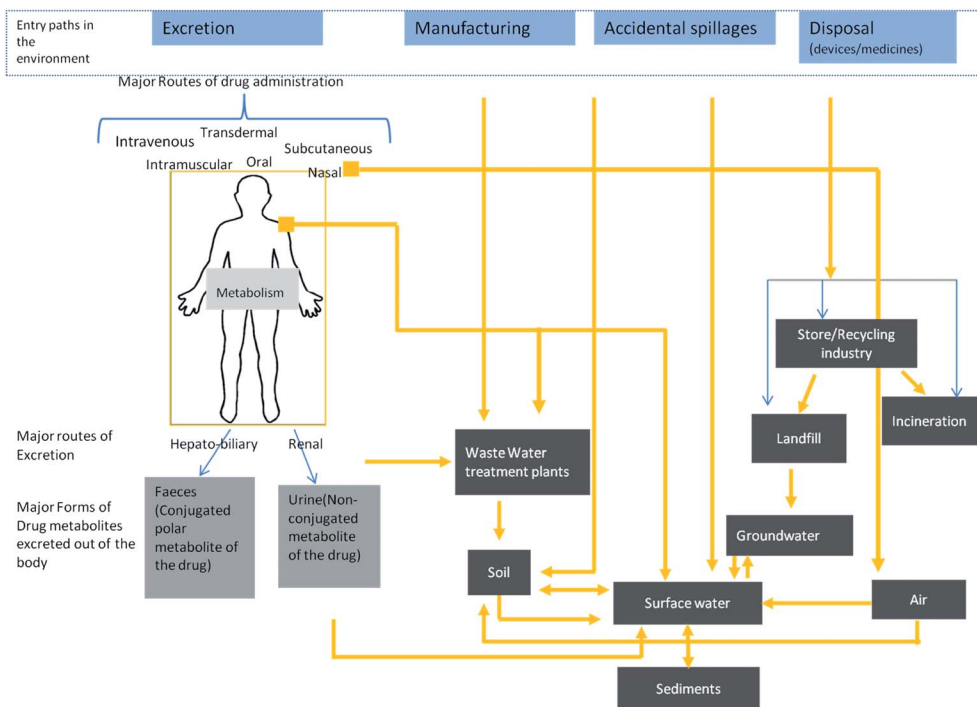 Entry paths in
the
environment
Excretion
Manufacturing
Accidental spillages
Disposal
(devices/medicines)
Major Routes of drug administration
Transdermal
Intravenous
Subcutaneous
Intramuscular
Oral
Nasal
Metabolism
Store/Recycling
industry
Landfill
Incineration
Major routes of
Excretion
Hepato-biliary
Renal
Waste Water
treatment plants
Major Forms of
Drug metabolites
excreted out of the
body
Faeces
(Conjugated
polar
metabolite of
the drug)
Urine(Non-
conjugated
metabolite
of the drug)
Groundwater
Soil
Surface water
Air
Sediments